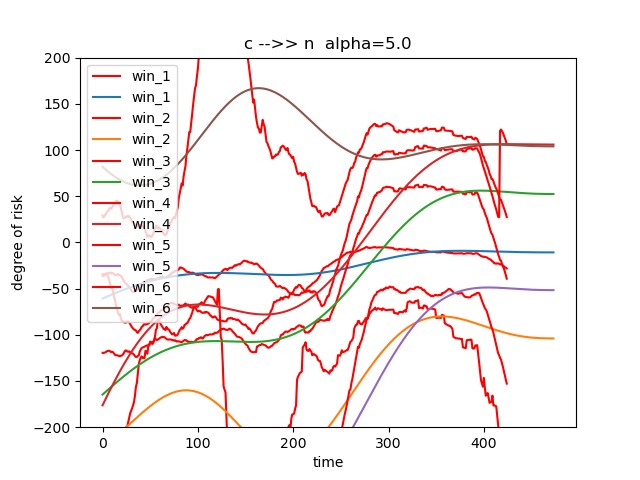 c -->> n  alpha=5.0
degree of risk
200
150
100
50
0
−50
−100
−150
−200
win_1
win_1
win_2
win_2
win_3
win_3
win_4
win_4
win_5
win_5
win_6
win_6
0 100 200 300 400
time